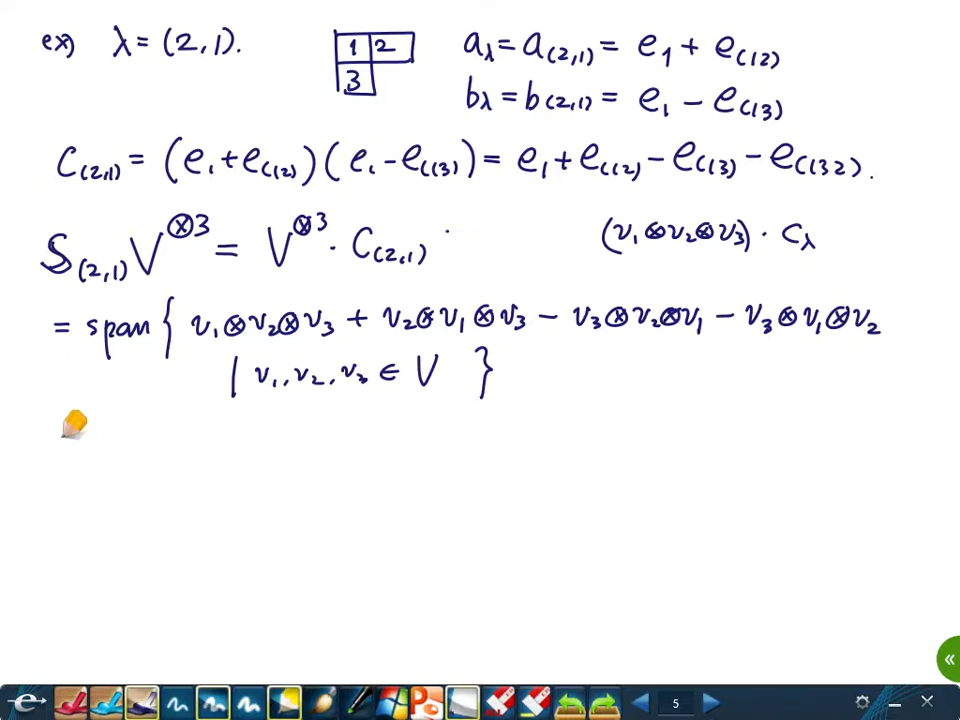 ex) λ = (2,1). 1 2 a_λ = a_(2,1) = e_1 + e_(12)
3 b_λ = b_(2,1) = e_1 - e_(13)
C_(2,1) = (e_1 + e_(12)) (e_1 - e_(13)) = e_1 + e_(12) - e_(13) - e_(132).
S_(2,1) V^⊗3 = V^⊗3 · C_(2,1) (v_1⊗v_2⊗v_3) · C_λ
= span { v_1⊗v_2⊗v_3 + v_2⊗v_1⊗v_3 - v_3⊗v_2⊗v_1 - v_3⊗v_1⊗v_2
| v_1, v_2, v_3 ∈ V }
5